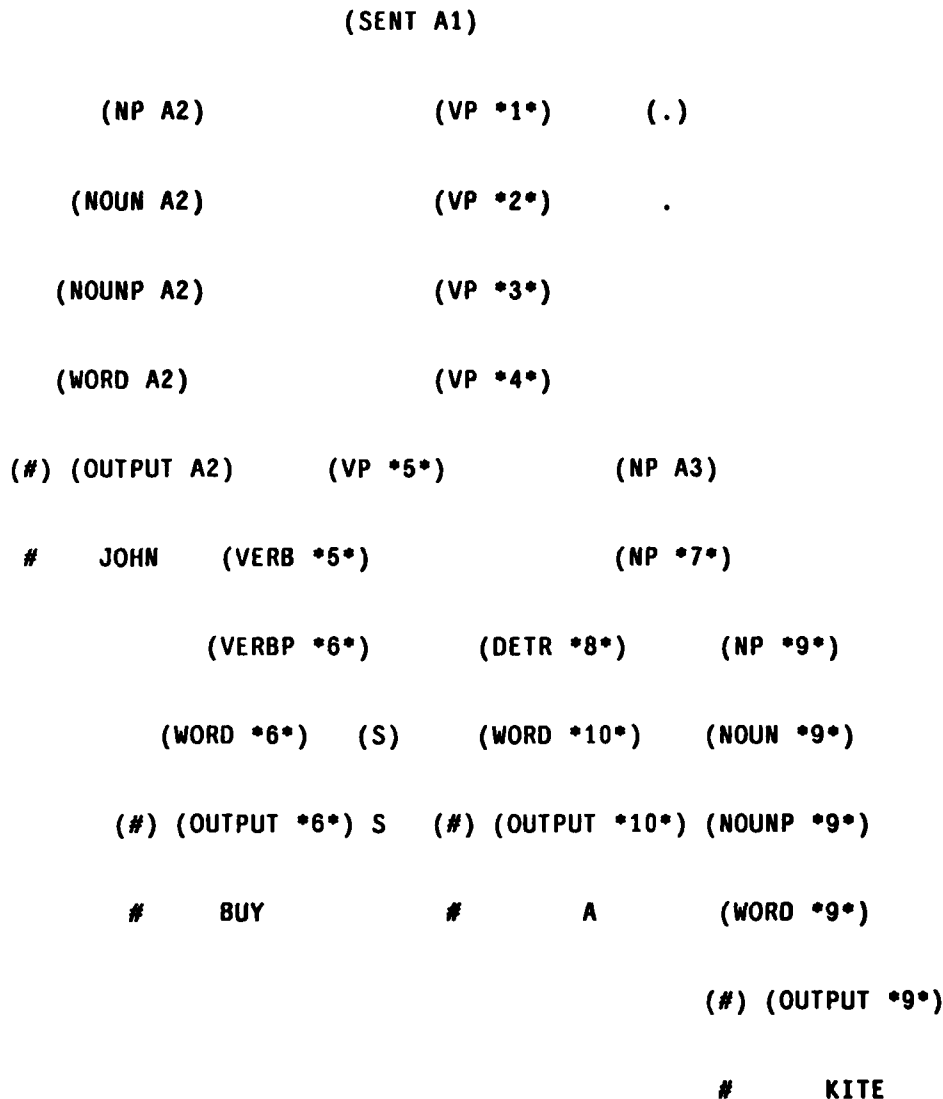 (SENT A1)
(NP A2) (VP *1*) (.)
(NOUN A2) (VP *2*) .
(NOUNP A2) (VP *3*)
(WORD A2) (VP *4*)
(#) (OUTPUT A2) (VP *5*) (NP A3)
# JOHN (VERB *5*) (NP *7*)
(VERBP *6*) (DETR *8*) (NP *9*)
(WORD *6*) (S) (WORD *10*) (NOUN *9*)
(#) (OUTPUT *6*) S (#) (OUTPUT *10*) (NOUNP *9*)
# BUY # A (WORD *9*)
(#) (OUTPUT *9*)
# KITE